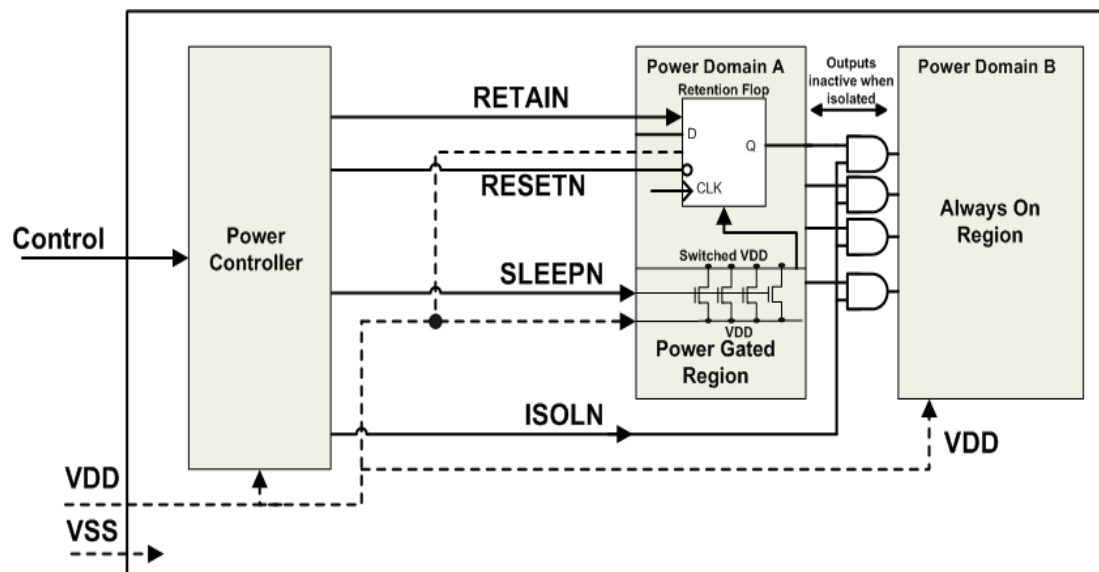 Control
VDD
VSS
Power
Controller
RETAIN
RESETN
SLEEPN
ISOLN
Power Domain A
Retention Flop
D
Q
CLK
Switched VDD
VDD
Power Gated
Region
Outputs
inactive when
isolated
Power Domain B
Always On
Region
VDD